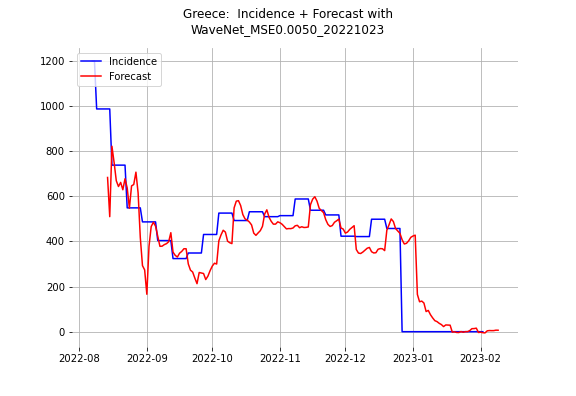 Greece:  Incidence + Forecast with
WaveNet_MSE0.0050_20221023
Incidence
Forecast
1200
1000
800
600
400
200
0
2022-08 2022-09 2022-10 2022-11 2022-12 2023-01 2023-02